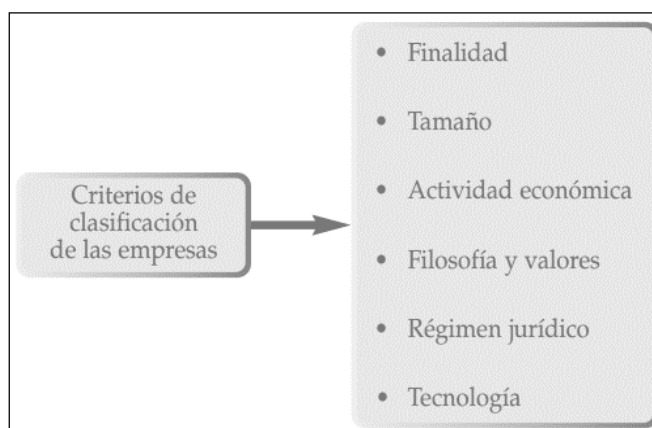 Criterios de
clasificación
de las empresas
• Finalidad
• Tamaño
• Actividad económica
• Filosofía y valores
• Régimen jurídico
• Tecnología